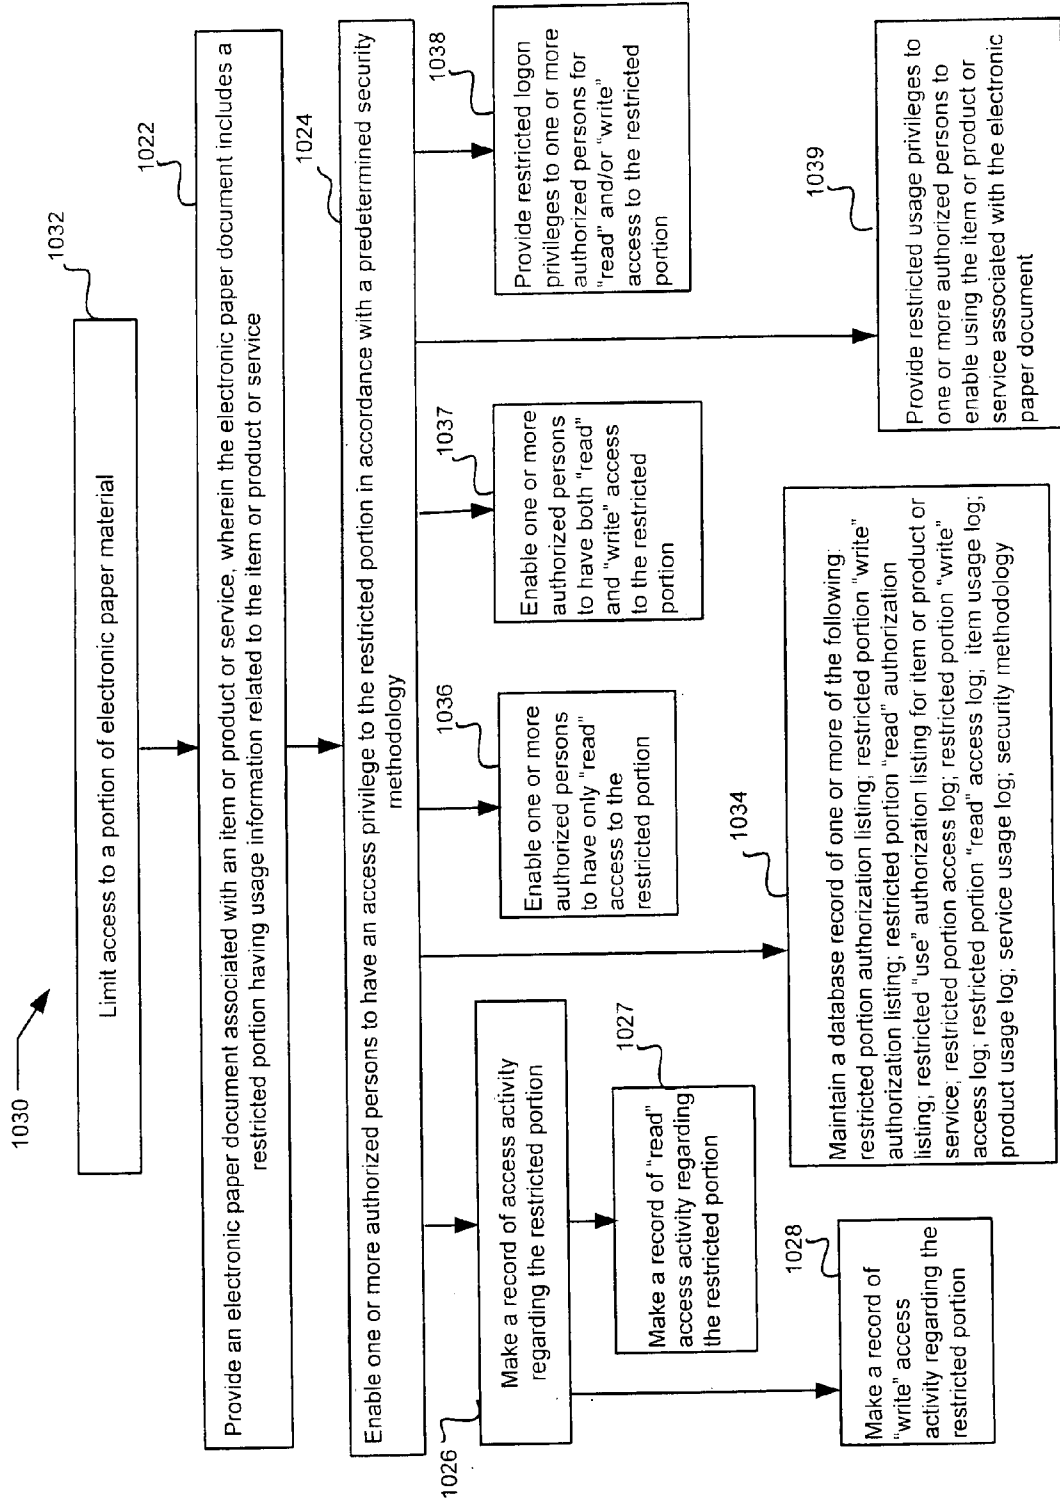 1030
1032
Limit access to a portion of electronic paper material
1022
Provide an electronic paper document associated with an item or product or service, wherein the electronic paper document includes a
restricted portion having usage information related to the item or product or service
1024
Enable one or more authorized persons to have an access privilege to the restricted portion in accordance with a predetermined security
methodology
1026
Make a record of access activity
regarding the restricted portion
1036
Enable one or more
authorized persons
to have only "read"
access to the
restricted portion
1037
Enable one or more
authorized persons
to have both "read"
and "write" access
to the restricted
portion
1038
Provide restricted logon
privileges to one or more
authorized persons for
"read" and/or "write"
access to the restricted
portion
1027
Make a record of "read"
access activity regarding
the restricted portion
1028
Make a record of
"write" access
activity regarding the
restricted portion
1034
Maintain a database record of one or more of the following:
restricted portion authorization listing; restricted portion "write"
authorization listing; restricted portion "read" authorization
listing; restricted "use" authorization listing for item or product or
service; restricted portion access log; restricted portion "write"
access log; restricted portion "read" access log; item usage log;
product usage log; service usage log; security methodology
1039
Provide restricted usage privileges to
one or more authorized persons to
enable using the item or product or
service associated with the electronic
paper document